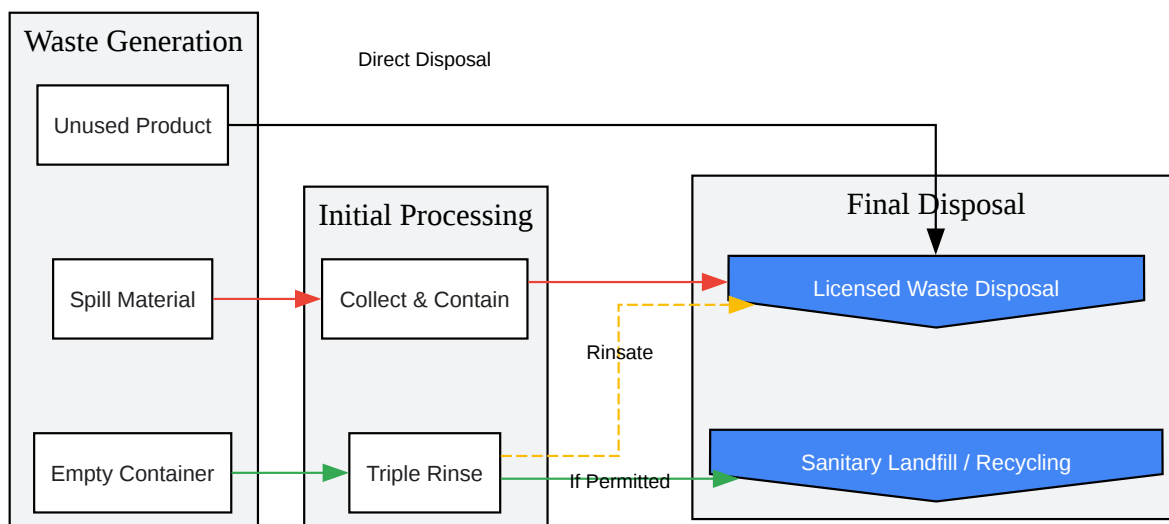 Waste Generation
Direct Disposal
Unused Product
Initial Processing
Final Disposal
Spill Material
Collect & Contain
Licensed Waste Disposal
Rinsate
Empty Container
Triple Rinse
If Permitted
Sanitary Landfill / Recycling